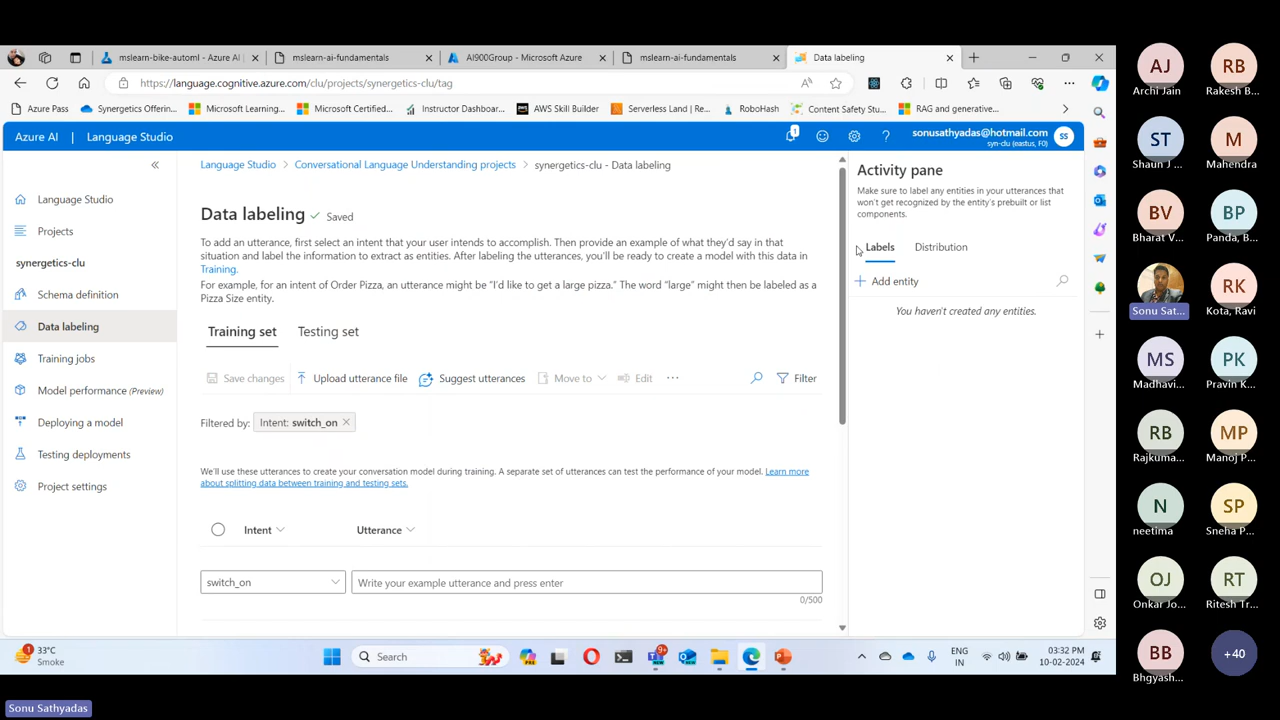 mslearn-bike-automl - Azure AI |
mslearn-ai-fundamentals
AI900Group - Microsoft Azure
mslearn-ai-fundamentals
Data labeling
https://language.cognitive.azure.com/clu/projects/synergetics-clu/tag
Azure Pass
Synergetics Offerin...
Microsoft Learning...
Microsoft Certified...
Instructor Dashboar...
AWS Skill Builder
Serverless Land | Re...
RoboHash
Content Safety Stu...
RAG and generative...
Azure AI | Language Studio
1
sonusathyadas@hotmail.com
syn-clu (eastus, F0)
SS
Language Studio
Projects
synergetics-clu
Schema definition
Data labeling
Training jobs
Model performance (Preview)
Deploying a model
Testing deployments
Project settings
Language Studio > Conversational Language Understanding projects > synergetics-clu - Data labeling
Data labeling
Saved
To add an utterance, first select an intent that your user intends to accomplish. Then provide an example of what they'd say in that
situation and label the information to extract as entities. After labeling the utterances, you'll be ready to create a model with this data in
Training.
For example, for an intent of Order Pizza, an utterance might be "I'd like to get a large pizza." The word "large" might then be labeled as a
Pizza Size entity.
Training set
Testing set
Save changes
Upload utterance file
Suggest utterances
Move to
Edit
...
Filter
Filtered by:
Intent: switch_on
We'll use these utterances to create your conversation model during training. A separate set of utterances can test the performance of your model. Learn more
about splitting data between training and testing sets.
Intent
Utterance
switch_on
Write your example utterance and press enter
0/500
Activity pane
Make sure to label any entities in your utterances that
won't get recognized by the entity's prebuilt or list
components.
Labels
Distribution
Add entity
You haven't created any entities.
33°C
Smoke
1
Search
9+
ENG
IN
03:32 PM
10-02-2024
AJ
Archi Jain
RB
Rakesh B...
ST
Shaun J ...
M
Mahendra
BV
Bharat V...
BP
Panda, B...
Sonu Sat...
RK
Kota, Ravi
MS
Madhavi...
PK
Pravin K...
RB
Rajkuma...
MP
Manoj P...
N
neetima
SP
Sneha P...
OJ
Onkar Jo...
RT
Ritesh Tr...
BB
Bhgyash...
+40
Sonu Sathyadas